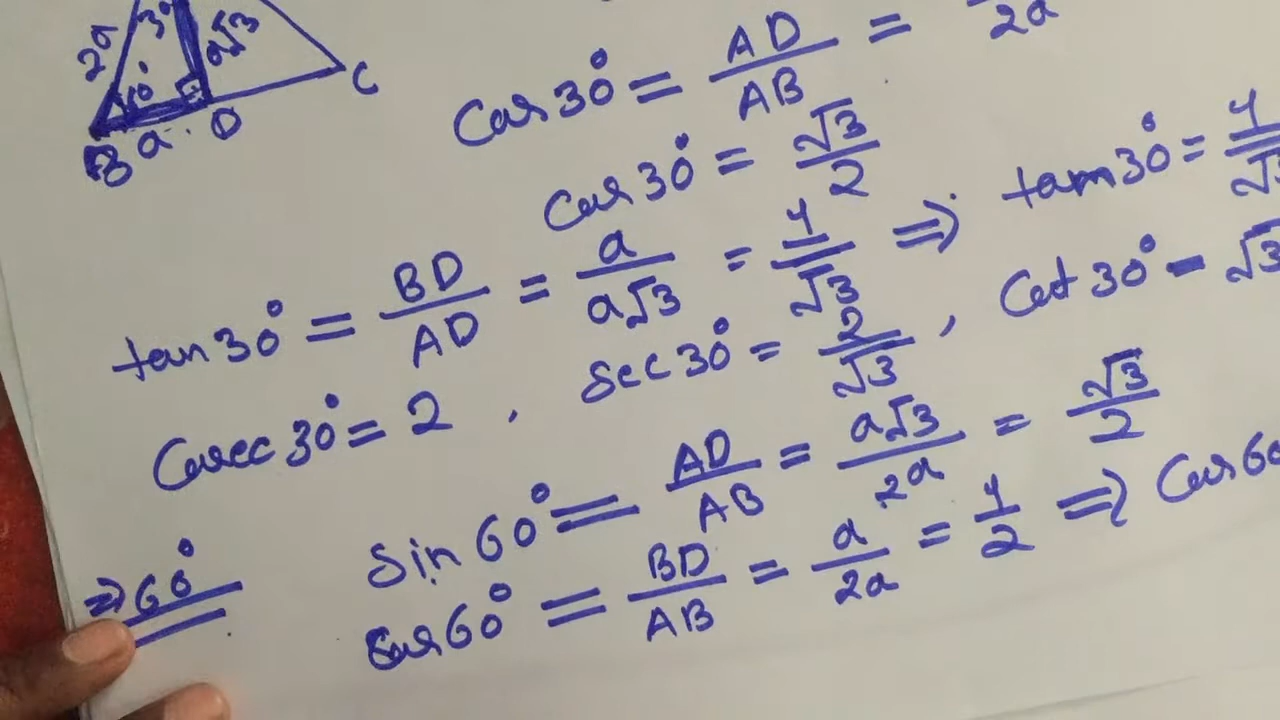 2a 30° a√3
60° C
B a D
cos 30° = AD/AB = /2a
cos 30° = √3/2
tan 30° = BD/AD = a/a√3 = 1/√3 ⇒ tan 30° = 1/√3
cosec 30° = 2 , sec 30° = 2/√3 , cot 30° = √3
⇒ 60° sin 60° = AD/AB = a√3/2a = √3/2
cos 60° = BD/AB = a/2a = 1/2 ⇒ cos 60